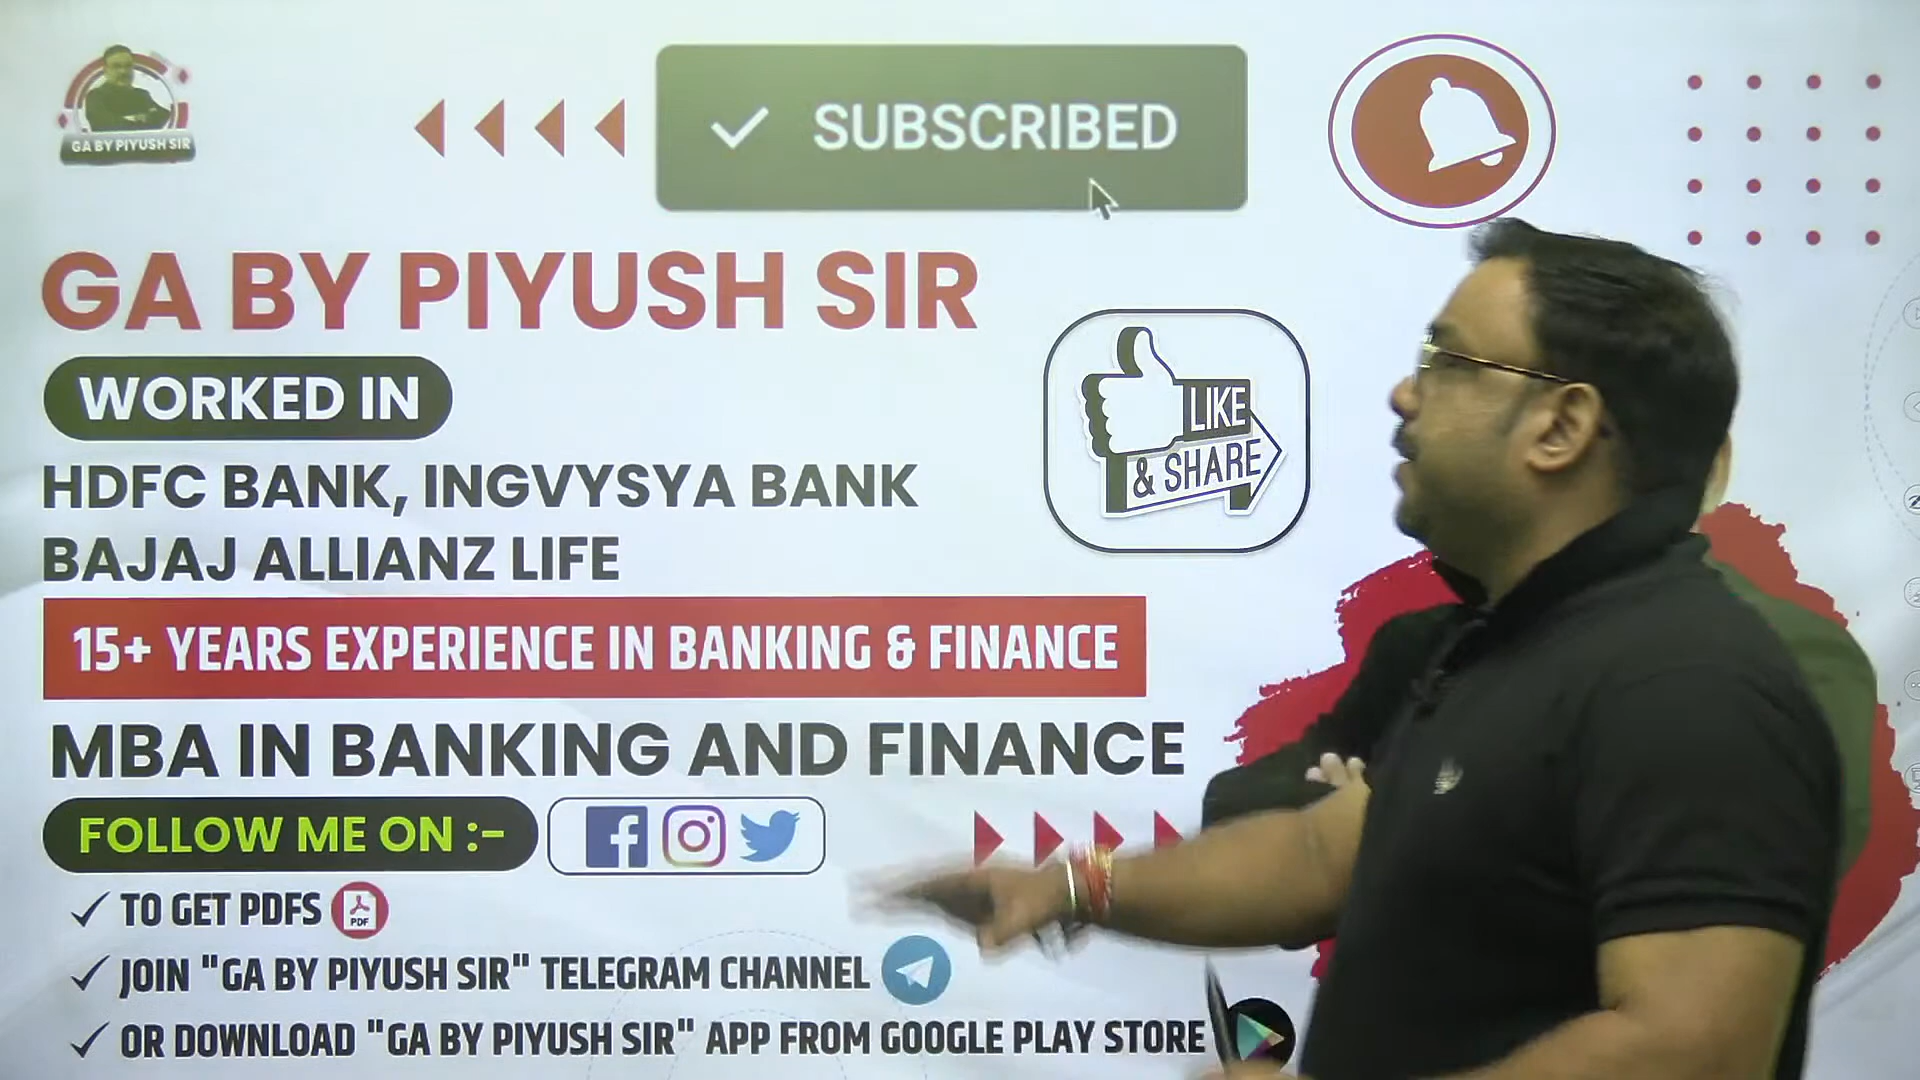 GA BY PIYUSH SIR
SUBSCRIBED
GA BY PIYUSH SIR
WORKED IN
LIKE
& SHARE
HDFC BANK, INGVYSYA BANK
BAJAJ ALLIANZ LIFE
15+ YEARS EXPERIENCE IN BANKING & FINANCE
MBA IN BANKING AND FINANCE
FOLLOW ME ON :-
TO GET PDFS
PDF
JOIN "GA BY PIYUSH SIR" TELEGRAM CHANNEL
OR DOWNLOAD "GA BY PIYUSH SIR" APP FROM GOOGLE PLAY STORE